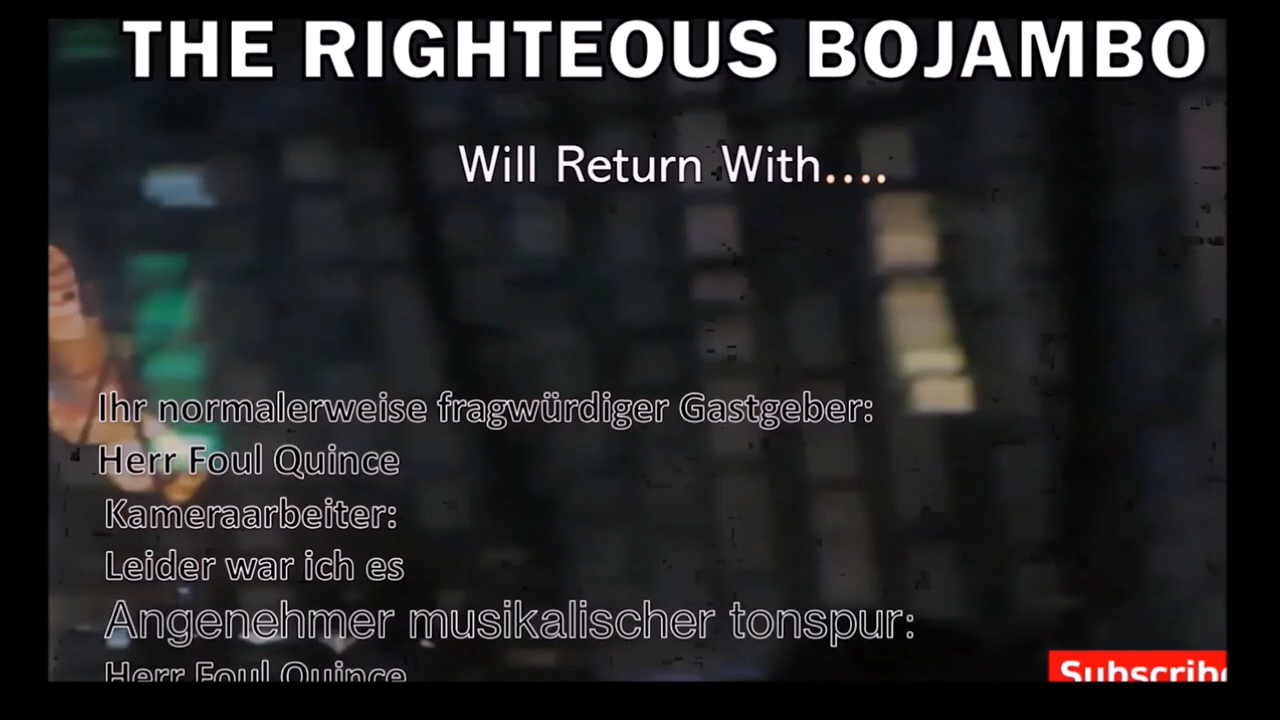 THE RIGHTEOUS BOJAMBO
Will Return With....
Ihr normalerweise fragwürdiger Gastgeber:
Herr Foul Quince
Kameraarbeiter:
Leider war ich es
Angenehmer musikalischer tonspur:
Herr Foul Quince
Subscribe